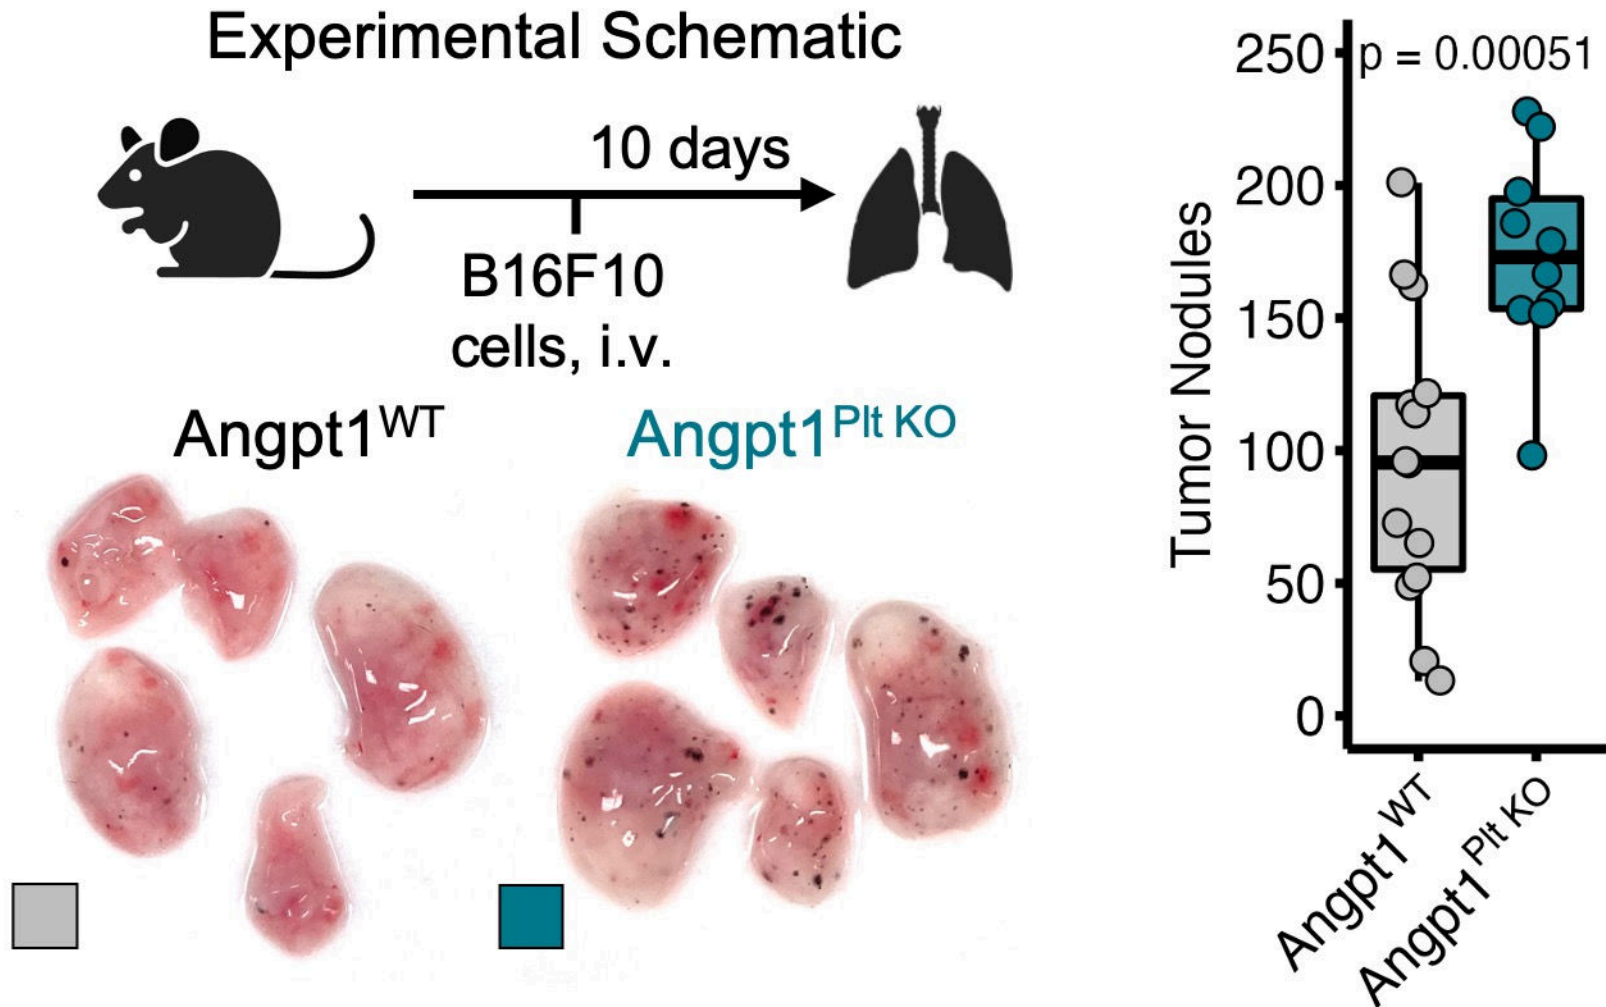 Experimental Schematic
10 days
B16F10
cells, i.v.
Angpt1WT
Angpt1Plt KO
p = 0.00051
Tumor Nodules
250
200
150
100
50
0
Angpt1WT
Angpt1Plt KO